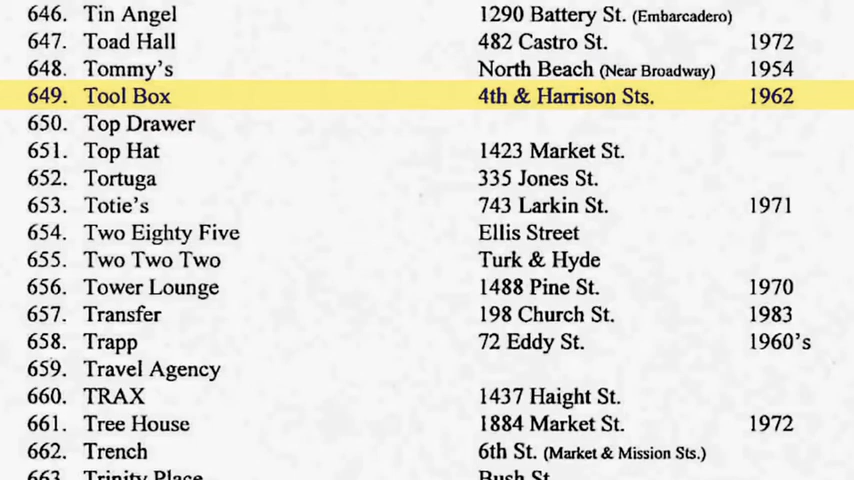 646. Tin Angel 1290 Battery St. (Embarcadero)
647. Toad Hall 482 Castro St. 1972
648. Tommy's North Beach (Near Broadway) 1954
649. Tool Box 4th & Harrison Sts. 1962
650. Top Drawer
651. Top Hat 1423 Market St.
652. Tortuga 335 Jones St.
653. Totie's 743 Larkin St. 1971
654. Two Eighty Five Ellis Street
655. Two Two Two Turk & Hyde
656. Tower Lounge 1488 Pine St. 1970
657. Transfer 198 Church St. 1983
658. Trapp 72 Eddy St. 1960's
659. Travel Agency
660. TRAX 1437 Haight St.
661. Tree House 1884 Market St. 1972
662. Trench 6th St. (Market & Mission Sts.)
663. Trinity Place Bush St.